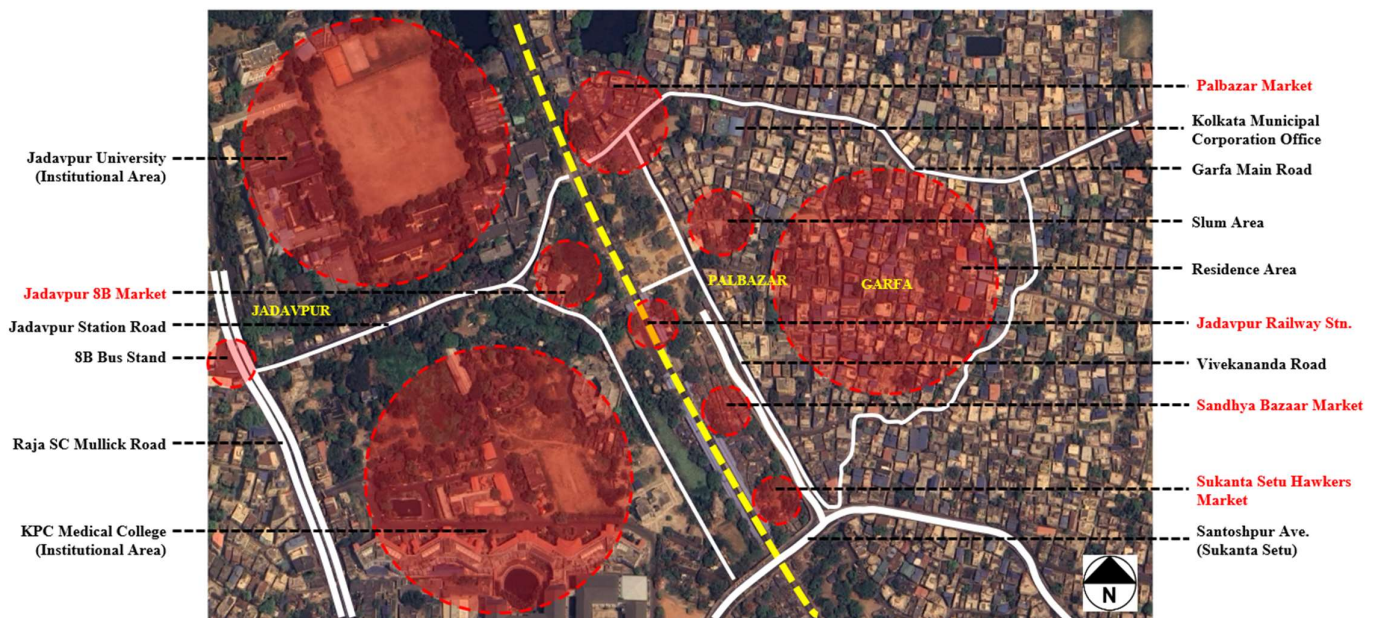 Jadavpur University
(Institutional Area)
Jadavpur 8B Market
Jadavpur Station Road
8B Bus Stand
Raja SC Mullick Road
KPC Medical College
(Institutional Area)
JADAVPUR
PALBAZAR
GARFA
Palbazar Market
Kolkata Municipal
Corporation Office
Garfa Main Road
Slum Area
Residence Area
Jadavpur Railway Stn.
Vivekananda Road
Sandhya Bazaar Market
Sukanta Setu Hawkers
Market
Santoshpur Ave.
(Sukanta Setu)
N